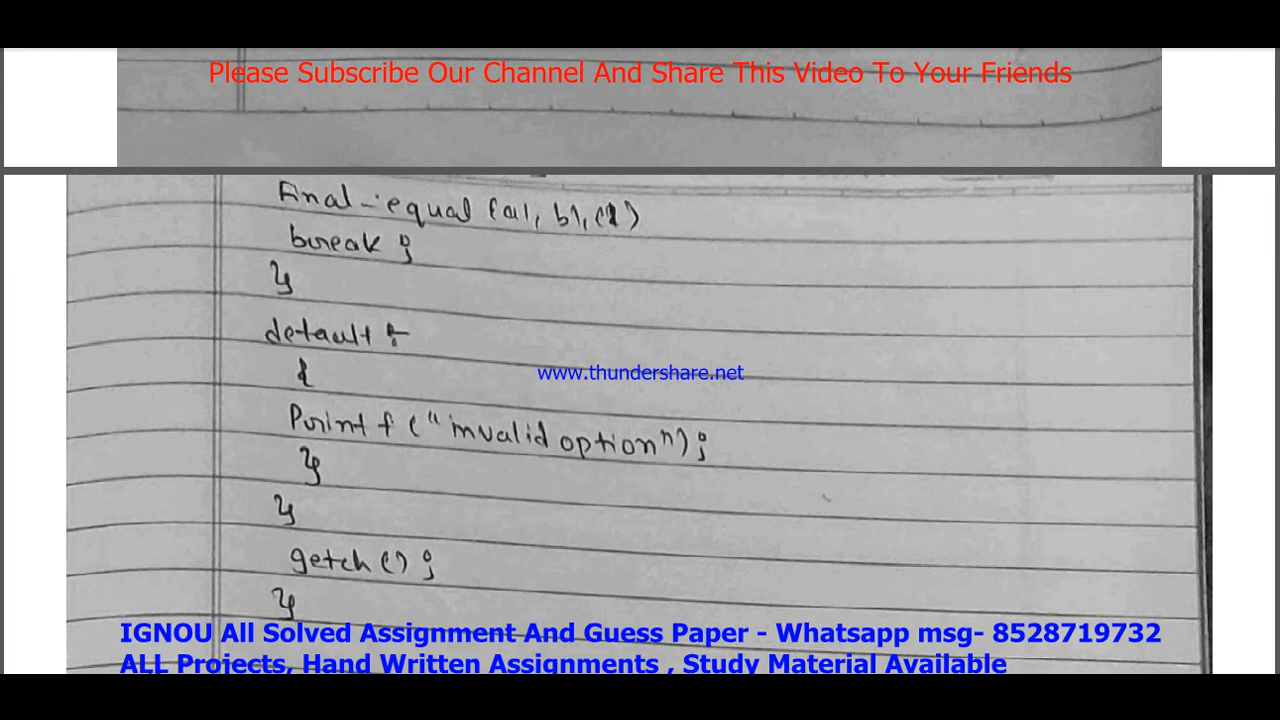 Please Subscribe Our Channel And Share This Video To Your Friends
Final - equal (a1, b1, c1)
break ;
}
default :
{
www.thundershare.net
Printf ("invalid option");
}
}
getch () ;
}
IGNOU All Solved Assignment And Guess Paper - Whatsapp msg- 8528719732
ALL Projects, Hand Written Assignments , Study Material Available